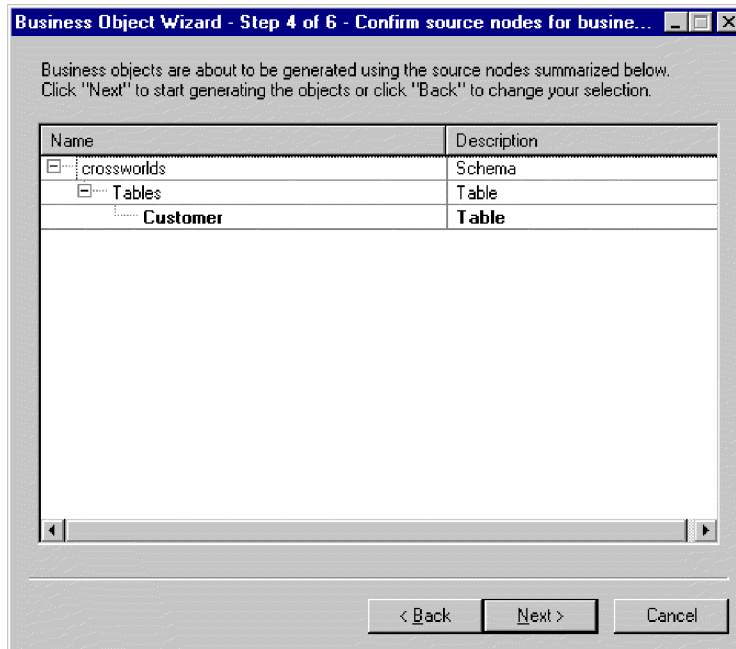 Business Object Wizard - Step 4 of 6 - Confirm source nodes for busine...
Business objects are about to be generated using the source nodes summarized below.
Click "Next" to start generating the objects or click "Back" to change your selection.
Name Description
crossworlds Schema
Tables Table
Customer Table
< Back Next > Cancel